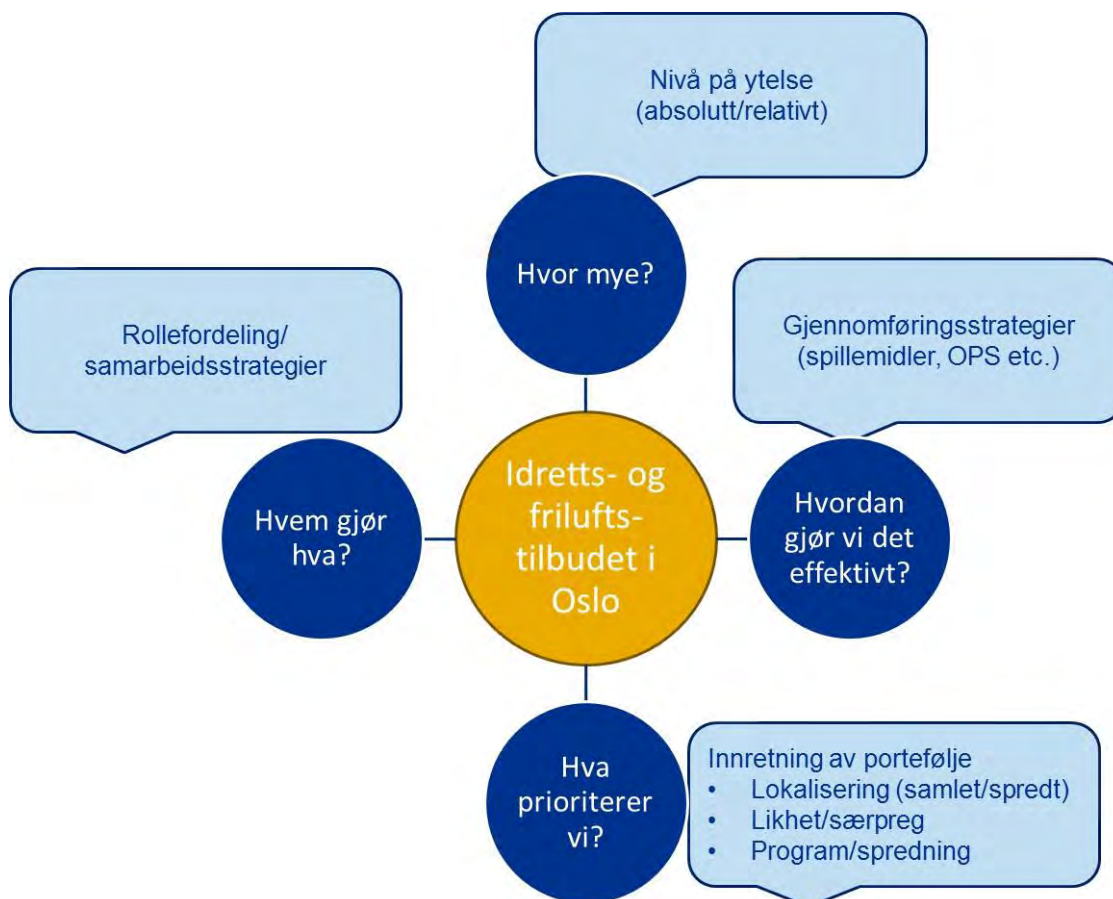 Nivå på ytelse
(absolutt/relativt)
Hvor mye?
Rollefordeling/
samarbeidsstrategier
Gjennomføringsstrategier
(spillemidler, OPS etc.)
Hvem gjør
hva?
Idretts- og
frilufts-
tilbudet i
Oslo
Hvordan
gjør vi det
effektivt?
Hva
prioriterer
vi?
Innretning av portefølje
• Lokalisering (samlet/spredt)
• Likhet/særpreg
• Program/spredning